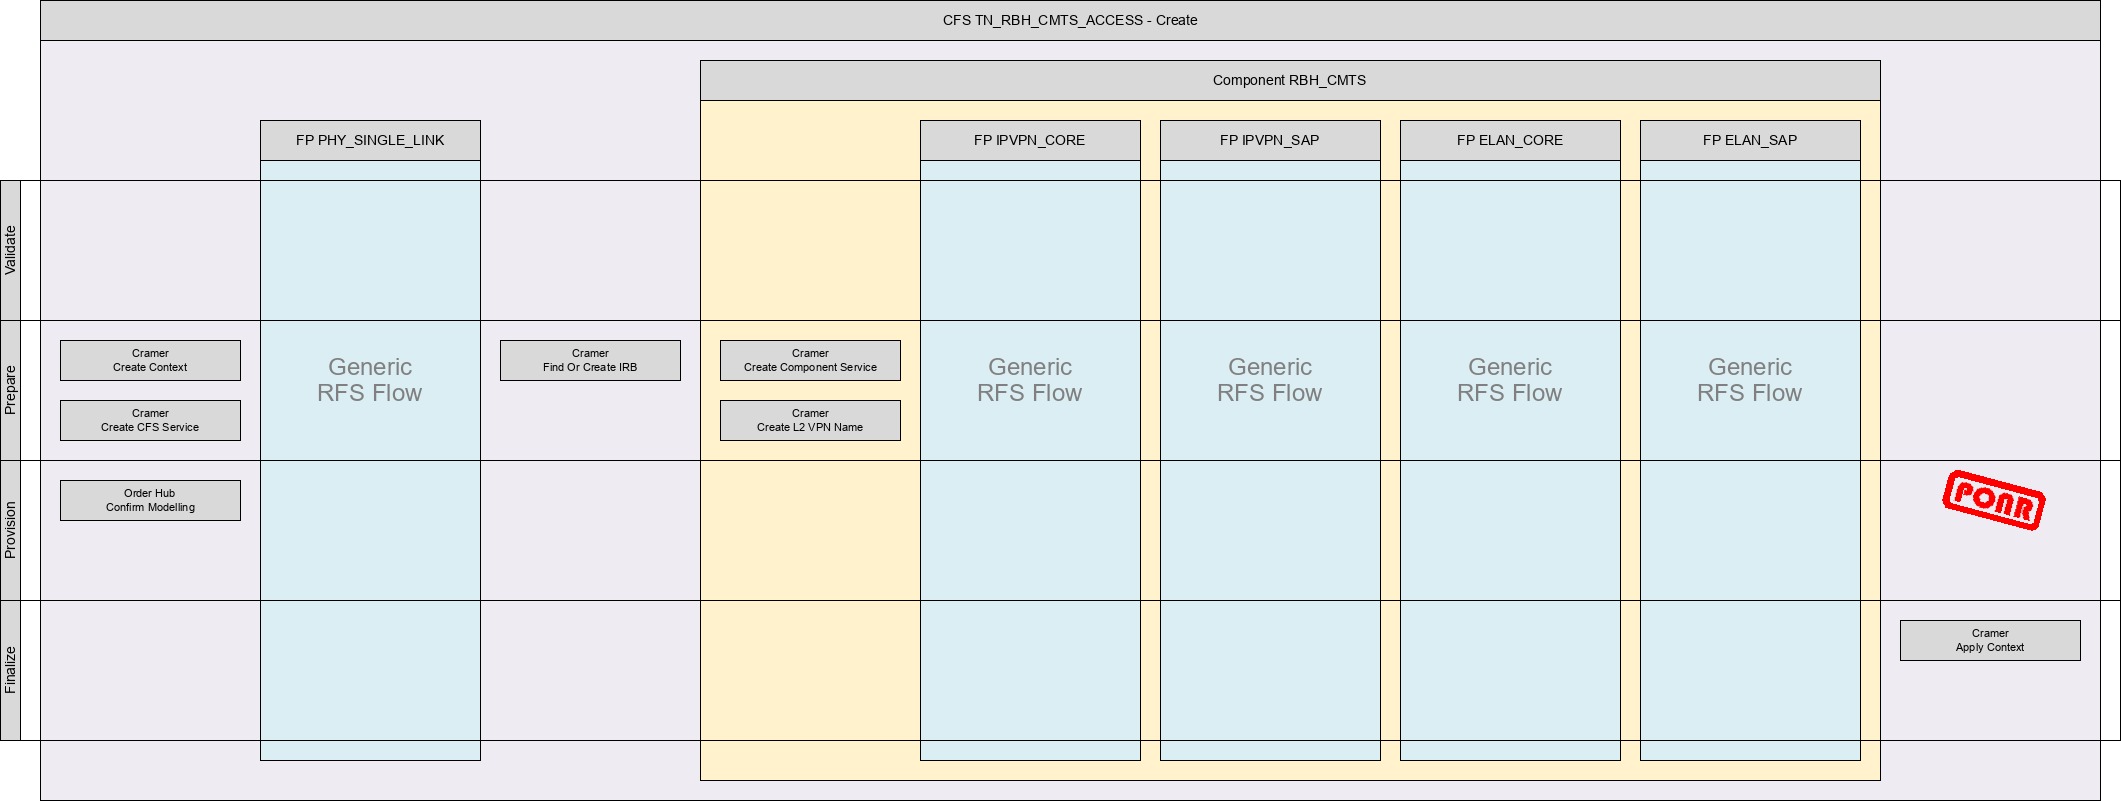 CFS TN_RBH_CMTS_ACCESS - Create
Component RBH_CMTS
FP PHY_SINGLE_LINK
FP IPVPN_CORE
FP IPVPN_SAP
FP ELAN_CORE
FP ELAN_SAP
Validate
Prepare
Cramer
Create Context
Cramer
Create CFS Service
Generic
RFS Flow
Cramer
Find Or Create IRB
Cramer
Create Component Service
Cramer
Create L2 VPN Name
Generic
RFS Flow
Generic
RFS Flow
Generic
RFS Flow
Generic
RFS Flow
Provision
Order Hub
Confirm Modelling
PONR
Finalize
Cramer
Apply Context